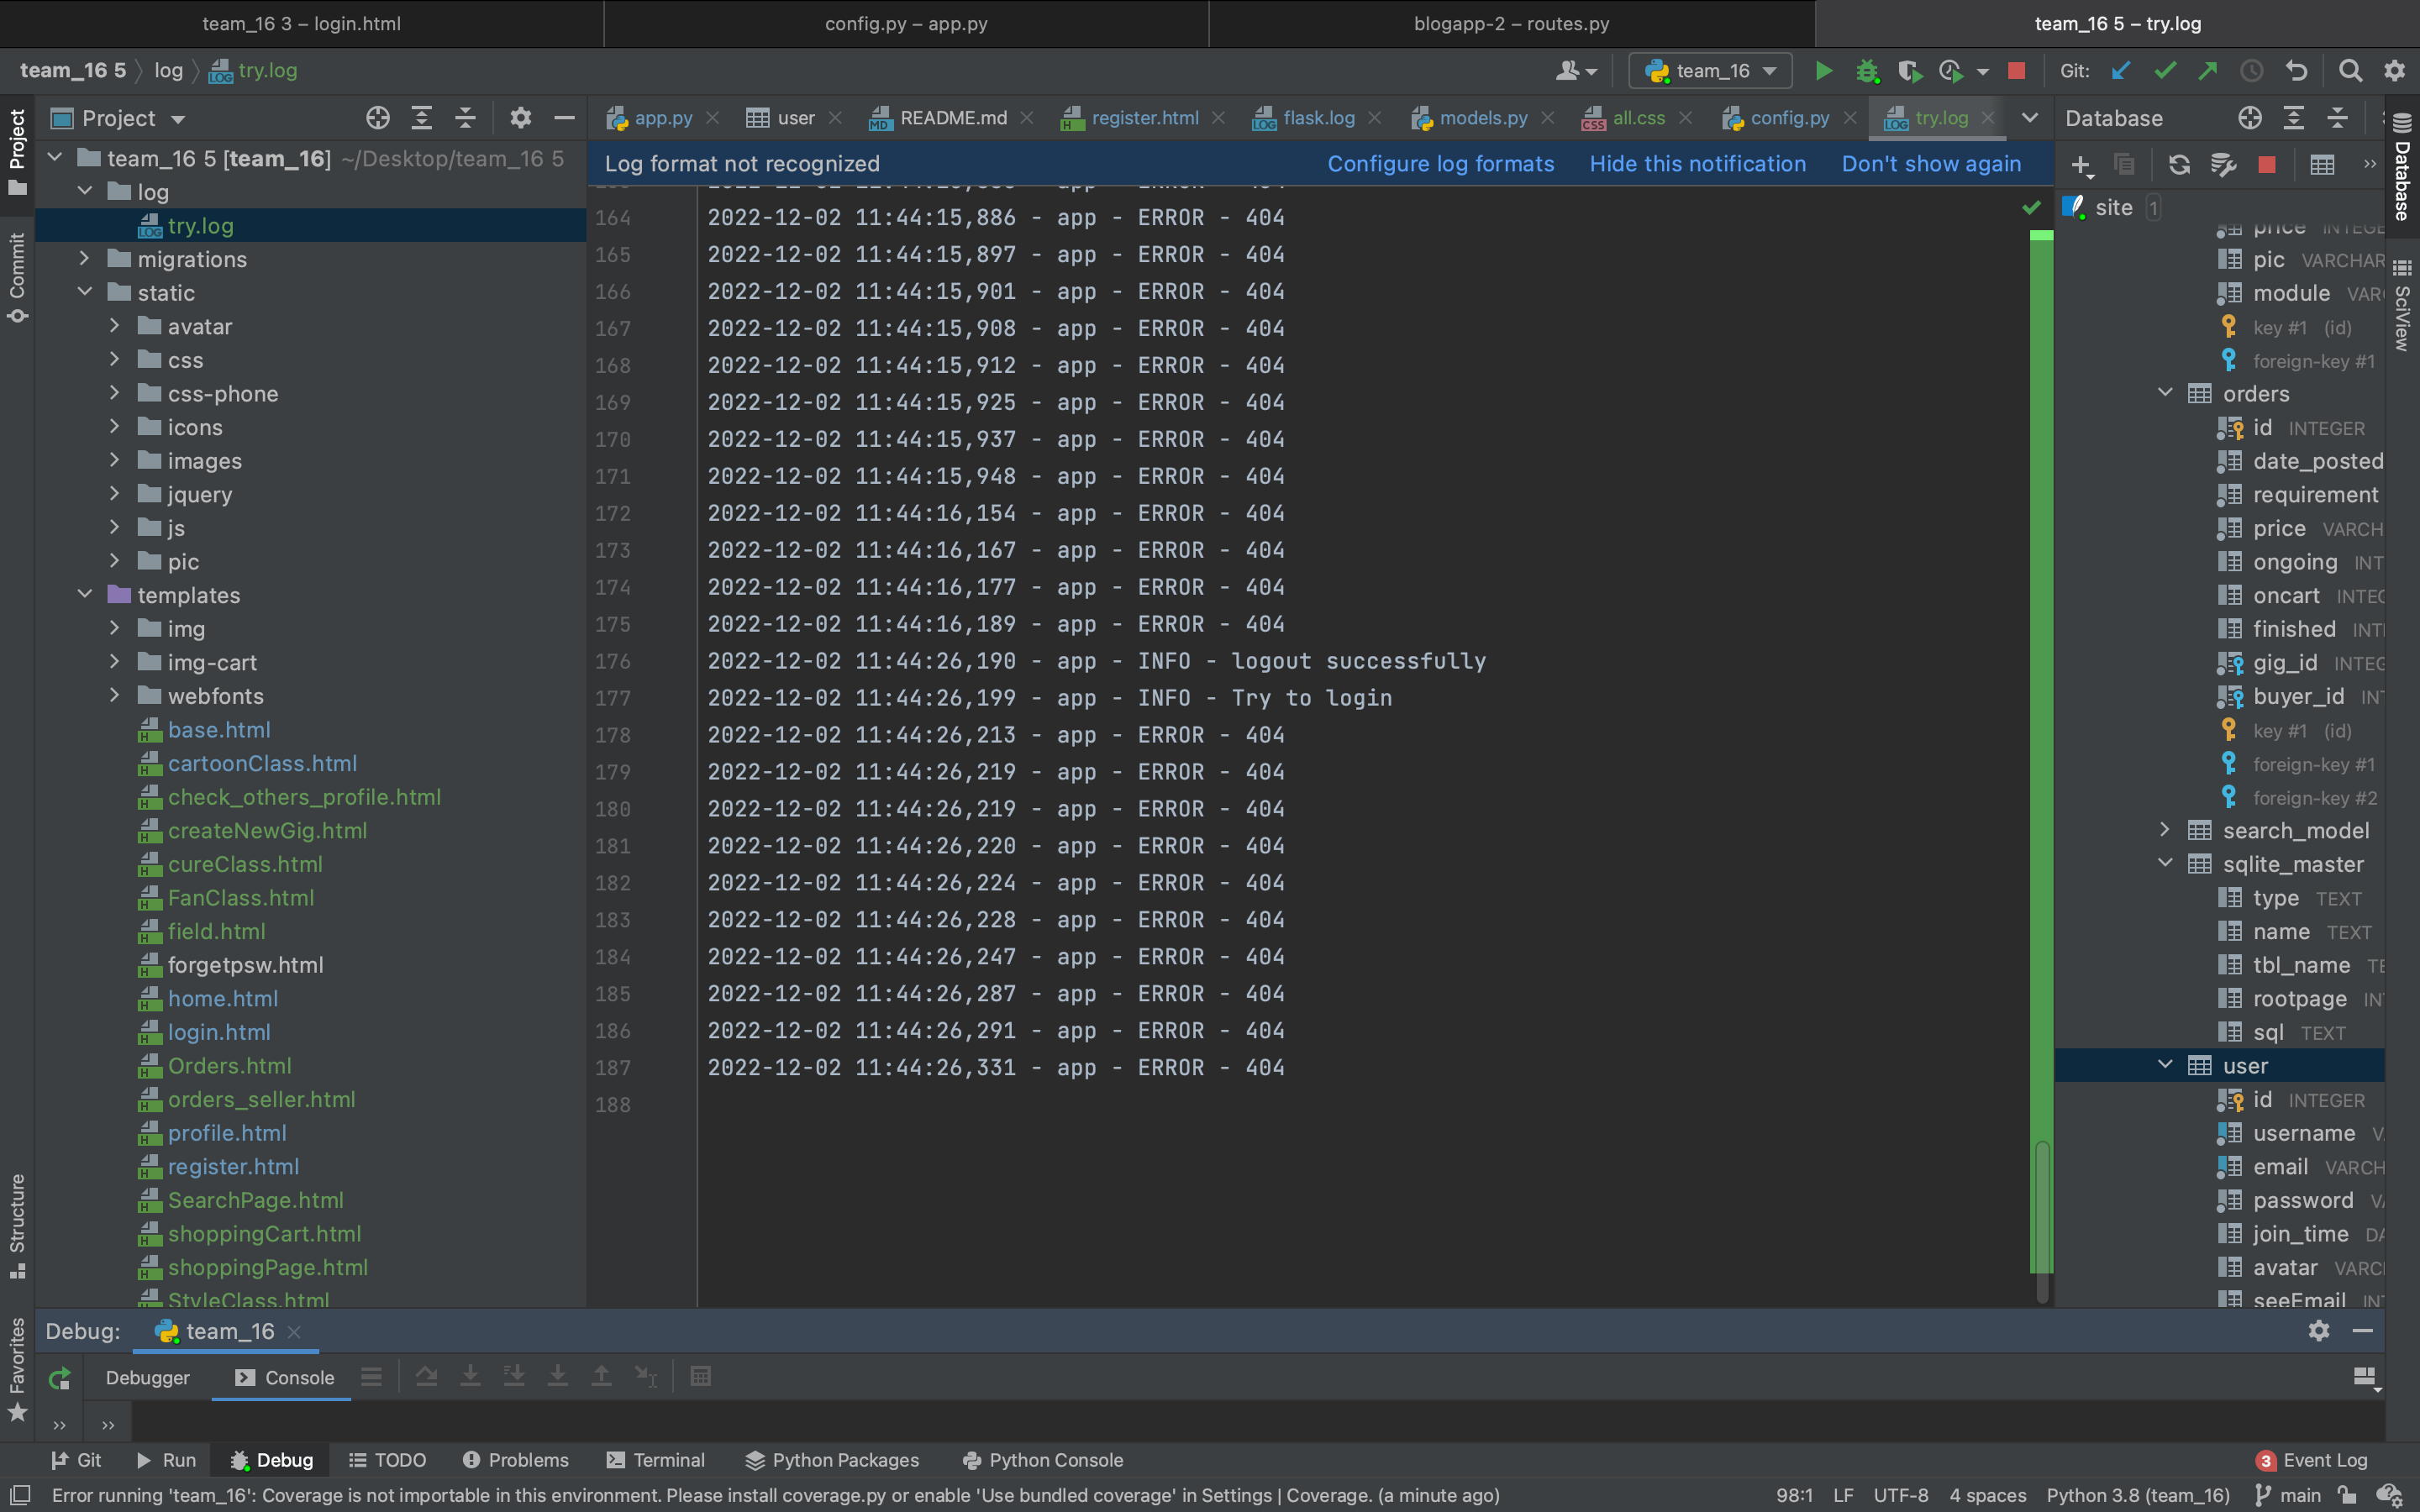 team_16 3 – login.html
config.py – app.py
blogapp-2 – routes.py
team_16 5 – try.log
team_16 5
log
try.log
team_16
Git:
Project
app.py
user
README.md
register.html
flask.log
models.py
all.css
config.py
try.log
Database
Project
Commit
Structure
Favorites
Database
SciView
Log format not recognized
Configure log formats
Hide this notification
Don't show again
team_16 5 [team_16] ~/Desktop/team_16 5
log
try.log
migrations
static
avatar
css
css-phone
icons
images
jquery
js
pic
templates
img
img-cart
webfonts
base.html
cartoonClass.html
check_others_profile.html
createNewGig.html
cureClass.html
FanClass.html
field.html
forgetpsw.html
home.html
login.html
Orders.html
orders_seller.html
profile.html
register.html
SearchPage.html
shoppingCart.html
shoppingPage.html
StyleClass.html
164 2022-12-02 11:44:15,886 - app - ERROR - 404
165 2022-12-02 11:44:15,897 - app - ERROR - 404
166 2022-12-02 11:44:15,901 - app - ERROR - 404
167 2022-12-02 11:44:15,908 - app - ERROR - 404
168 2022-12-02 11:44:15,912 - app - ERROR - 404
169 2022-12-02 11:44:15,925 - app - ERROR - 404
170 2022-12-02 11:44:15,937 - app - ERROR - 404
171 2022-12-02 11:44:15,948 - app - ERROR - 404
172 2022-12-02 11:44:16,154 - app - ERROR - 404
173 2022-12-02 11:44:16,167 - app - ERROR - 404
174 2022-12-02 11:44:16,177 - app - ERROR - 404
175 2022-12-02 11:44:16,189 - app - ERROR - 404
176 2022-12-02 11:44:26,190 - app - INFO - logout successfully
177 2022-12-02 11:44:26,199 - app - INFO - Try to login
178 2022-12-02 11:44:26,213 - app - ERROR - 404
179 2022-12-02 11:44:26,219 - app - ERROR - 404
180 2022-12-02 11:44:26,219 - app - ERROR - 404
181 2022-12-02 11:44:26,220 - app - ERROR - 404
182 2022-12-02 11:44:26,224 - app - ERROR - 404
183 2022-12-02 11:44:26,228 - app - ERROR - 404
184 2022-12-02 11:44:26,247 - app - ERROR - 404
185 2022-12-02 11:44:26,287 - app - ERROR - 404
186 2022-12-02 11:44:26,291 - app - ERROR - 404
187 2022-12-02 11:44:26,331 - app - ERROR - 404
188
site 1
price INTEGE
pic VARCHAR
module VAR
key #1 (id)
foreign-key #1
orders
id INTEGER
date_posted
requirement
price VARCH
ongoing INT
oncart INTEG
finished INT
gig_id INTEG
buyer_id IN
key #1 (id)
foreign-key #1
foreign-key #2
search_model
sqlite_master
type TEXT
name TEXT
tbl_name TE
rootpage IN
sql TEXT
user
id INTEGER
username V
email VARCH
password VA
join_time DA
avatar VARC
seeEmail INT
Debug:
team_16
Debugger
Console
Git
Run
Debug
TODO
Problems
Terminal
Python Packages
Python Console
3 Event Log
Error running 'team_16': Coverage is not importable in this environment. Please install coverage.py or enable 'Use bundled coverage' in Settings | Coverage. (a minute ago)
98:1
LF
UTF-8
4 spaces
Python 3.8 (team_16)
main